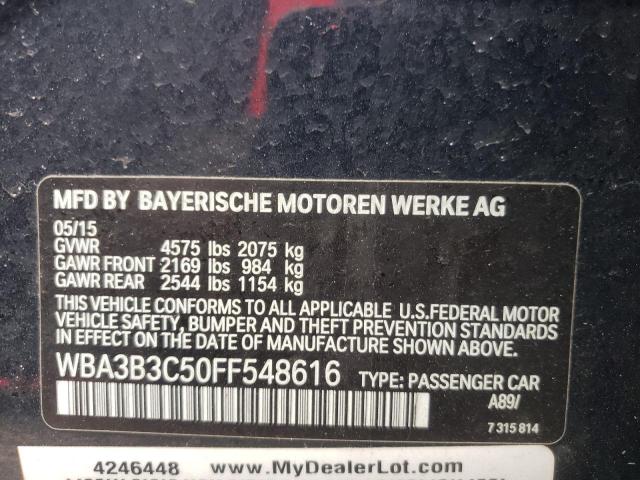 MFD BY BAYERISCHE MOTOREN WERKE AG
05/15
GVWR 4575 lbs 2075 kg
GAWR FRONT 2169 lbs 984 kg
GAWR REAR 2544 lbs 1154 kg
THIS VEHICLE CONFORMS TO ALL APPLICABLE U.S.FEDERAL MOTOR
VEHICLE SAFETY, BUMPER AND THEFT PREVENTION STANDARDS
IN EFFECT ON THE DATE OF MANUFACTURE SHOWN ABOVE.
WBA3B3C50FF548616 TYPE: PASSENGER CAR
A89/
7 315 814
4246448 www.MyDealerLot.com